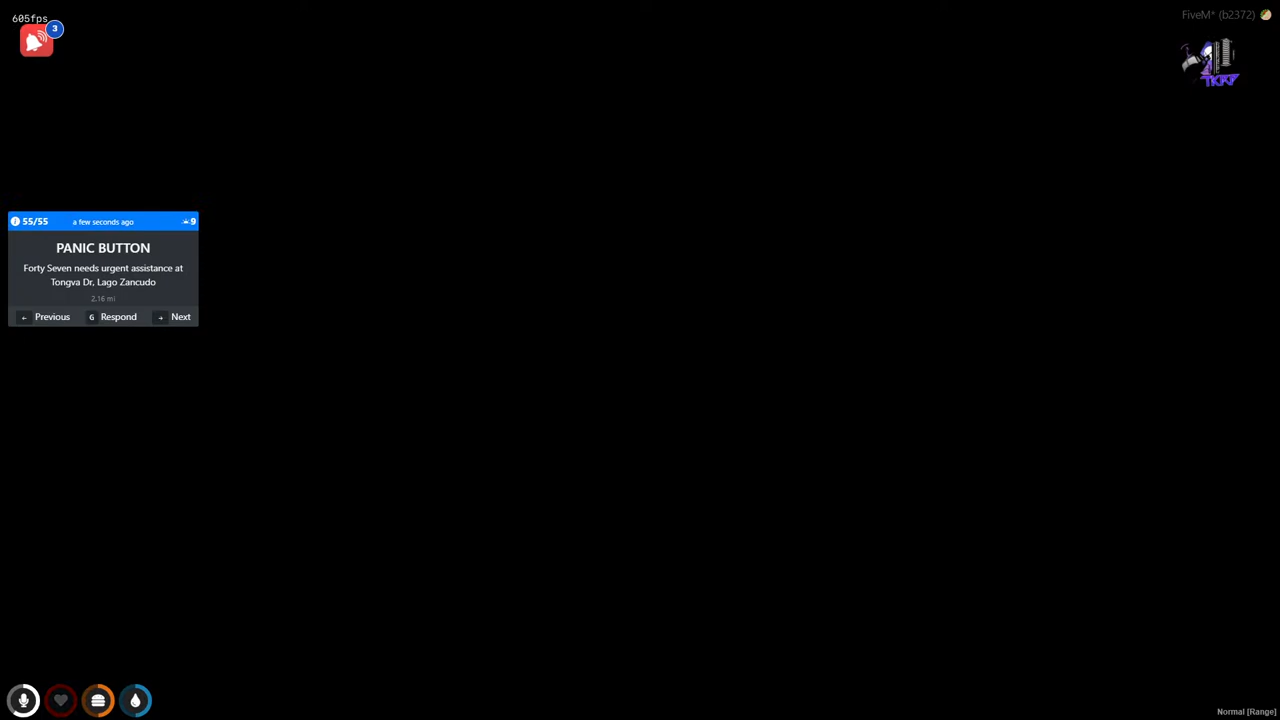 605fps
FiveM* (b2372)
3
TKRP
55/55 a few seconds ago 9
PANIC BUTTON
Forty Seven needs urgent assistance at
Tongva Dr, Lago Zancudo
2.16 mi
← Previous G Respond → Next
Normal [Range]